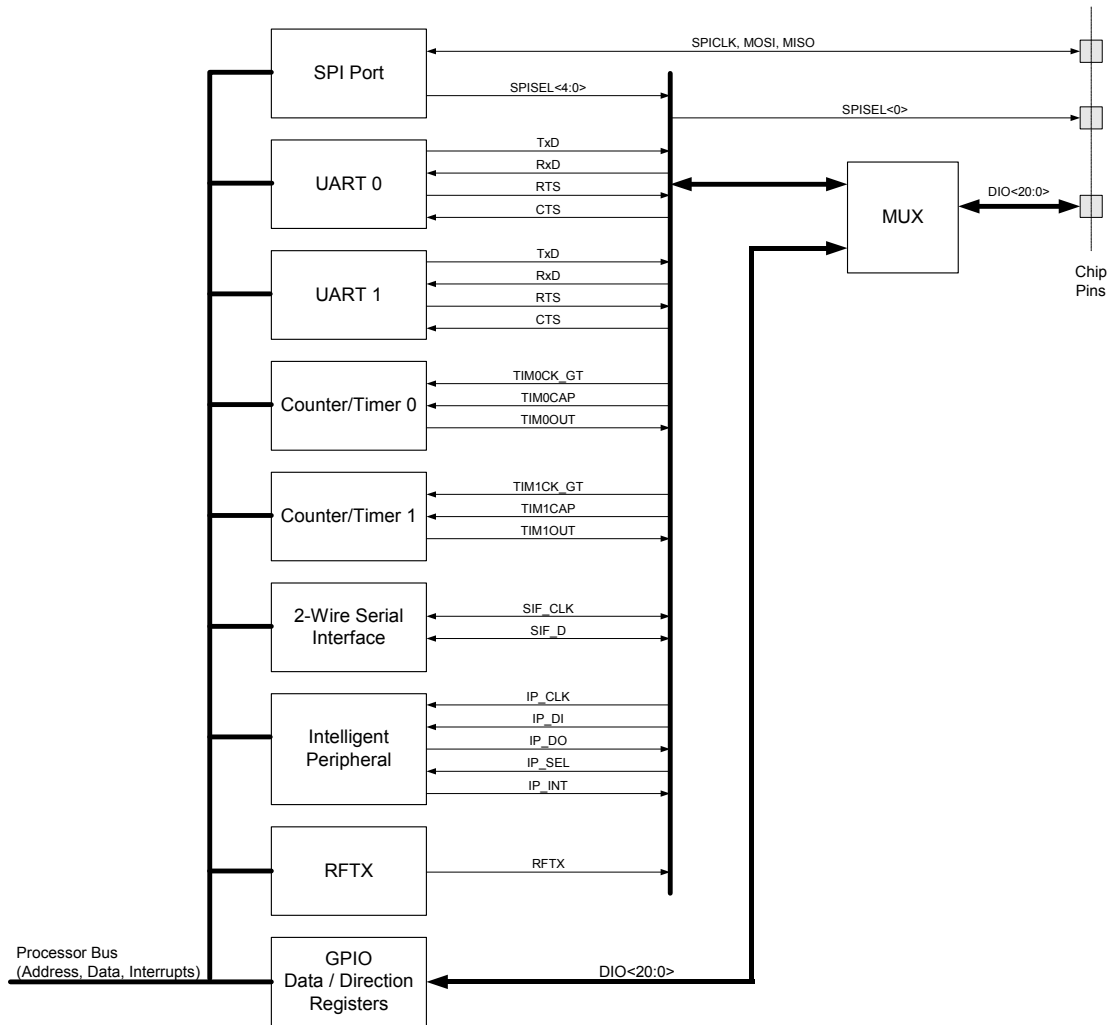 SPICLK, MOSI, MISO
SPI Port
SPISEL<4:0>
SPISEL<0>
TxD
RxD
UART 0
RTS
CTS
MUX
DIO<20:0>
Chip
Pins
TxD
RxD
UART 1
RTS
CTS
TIM0CK_GT
Counter/Timer 0
TIM0CAP
TIM0OUT
TIM1CK_GT
Counter/Timer 1
TIM1CAP
TIM1OUT
2-Wire Serial
Interface
SIF_CLK
SIF_D
IP_CLK
IP_DI
Intelligent
Peripheral
IP_DO
IP_SEL
IP_INT
RFTX
RFTX
Processor Bus
(Address, Data, Interrupts)
GPIO
Data / Direction
Registers
DIO<20:0>